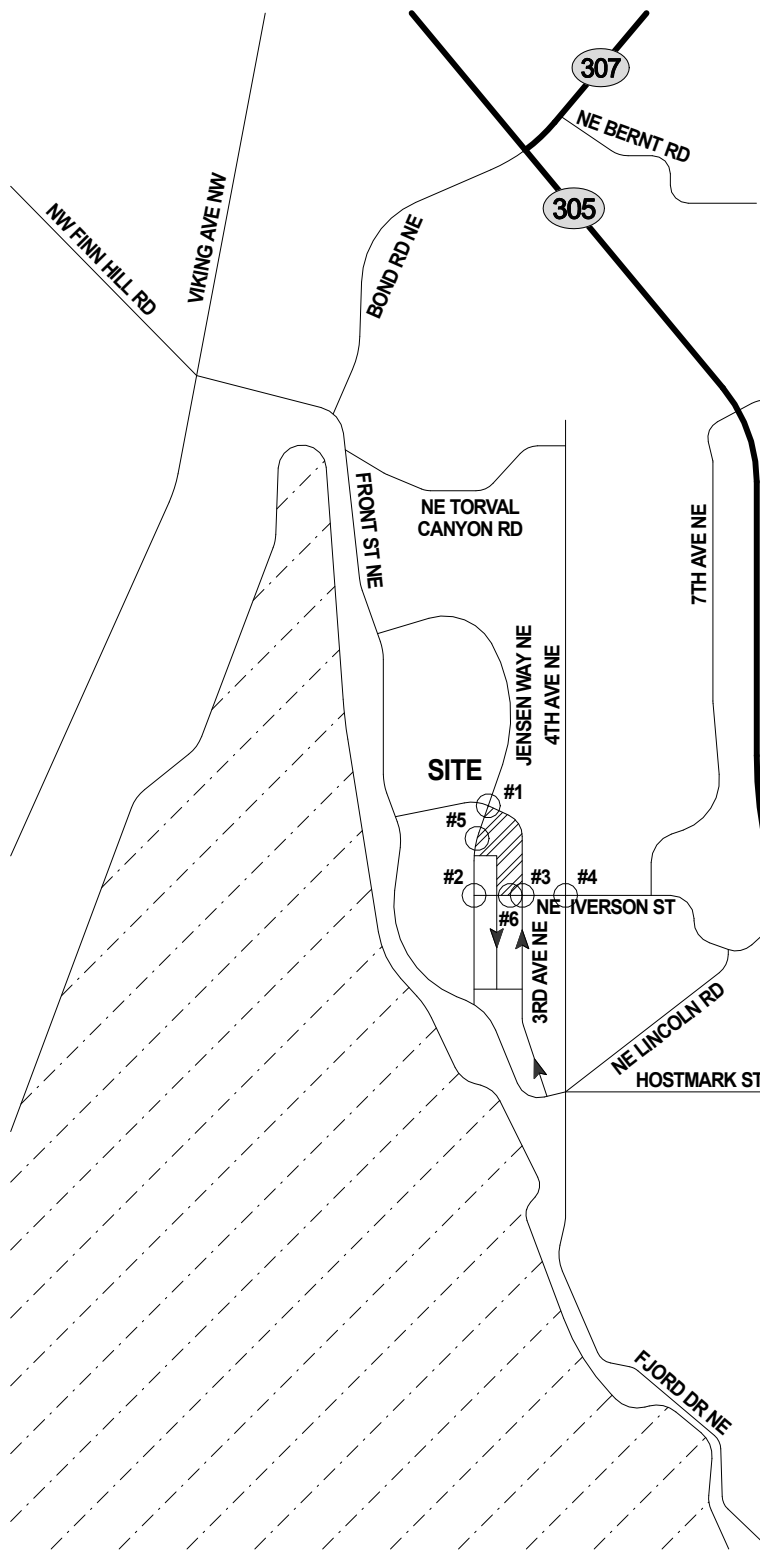 307
NE BERNT RD
305
NW FINN HILL RD
VIKING AVE NW
BOND RD NE
FRONT ST NE
NE TORVAL
CANYON RD
7TH AVE NE
JENSEN WAY NE
4TH AVE NE
SITE
#1
#5
#2
#3
#4
#6
NE IVERSON ST
3RD AVE NE
NE LINCOLN RD
HOSTMARK ST
FJORD DR NE